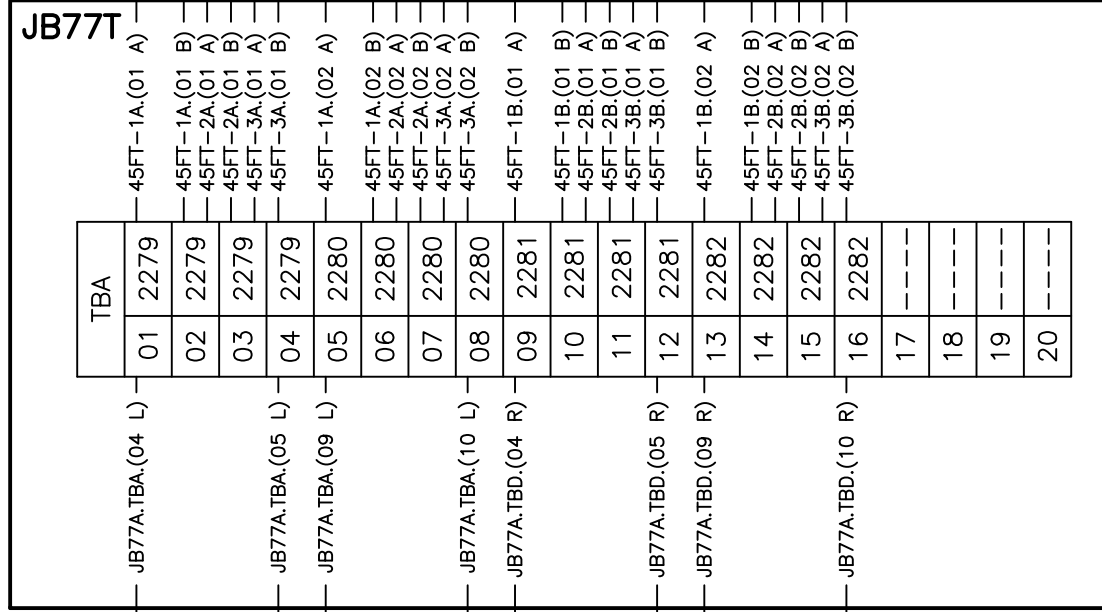 JB77T
45FT-1A.(01 A)
45FT-1A.(01 B)
45FT-2A.(01 A)
45FT-2A.(01 B)
45FT-3A.(01 A)
45FT-3A.(01 B)
45FT-1A.(02 A)
45FT-1A.(02 B)
45FT-2A.(02 A)
45FT-2A.(02 B)
45FT-3A.(02 A)
45FT-3A.(02 B)
45FT-1B.(01 A)
45FT-1B.(01 B)
45FT-2B.(01 A)
45FT-2B.(01 B)
45FT-3B.(01 A)
45FT-3B.(01 B)
45FT-1B.(02 A)
45FT-1B.(02 B)
45FT-2B.(02 A)
45FT-2B.(02 B)
45FT-3B.(02 A)
45FT-3B.(02 B)
TBA
01 2279
02 2279
03 2279
04 2279
05 2280
06 2280
07 2280
08 2280
09 2281
10 2281
11 2281
12 2281
13 2282
14 2282
15 2282
16 2282
17 -----
18 -----
19 -----
20 -----
JB77A.TBA.(04 L)
JB77A.TBA.(05 L)
JB77A.TBA.(09 L)
JB77A.TBA.(10 L)
JB77A.TBD.(04 R)
JB77A.TBD.(05 R)
JB77A.TBD.(09 R)
JB77A.TBD.(10 R)